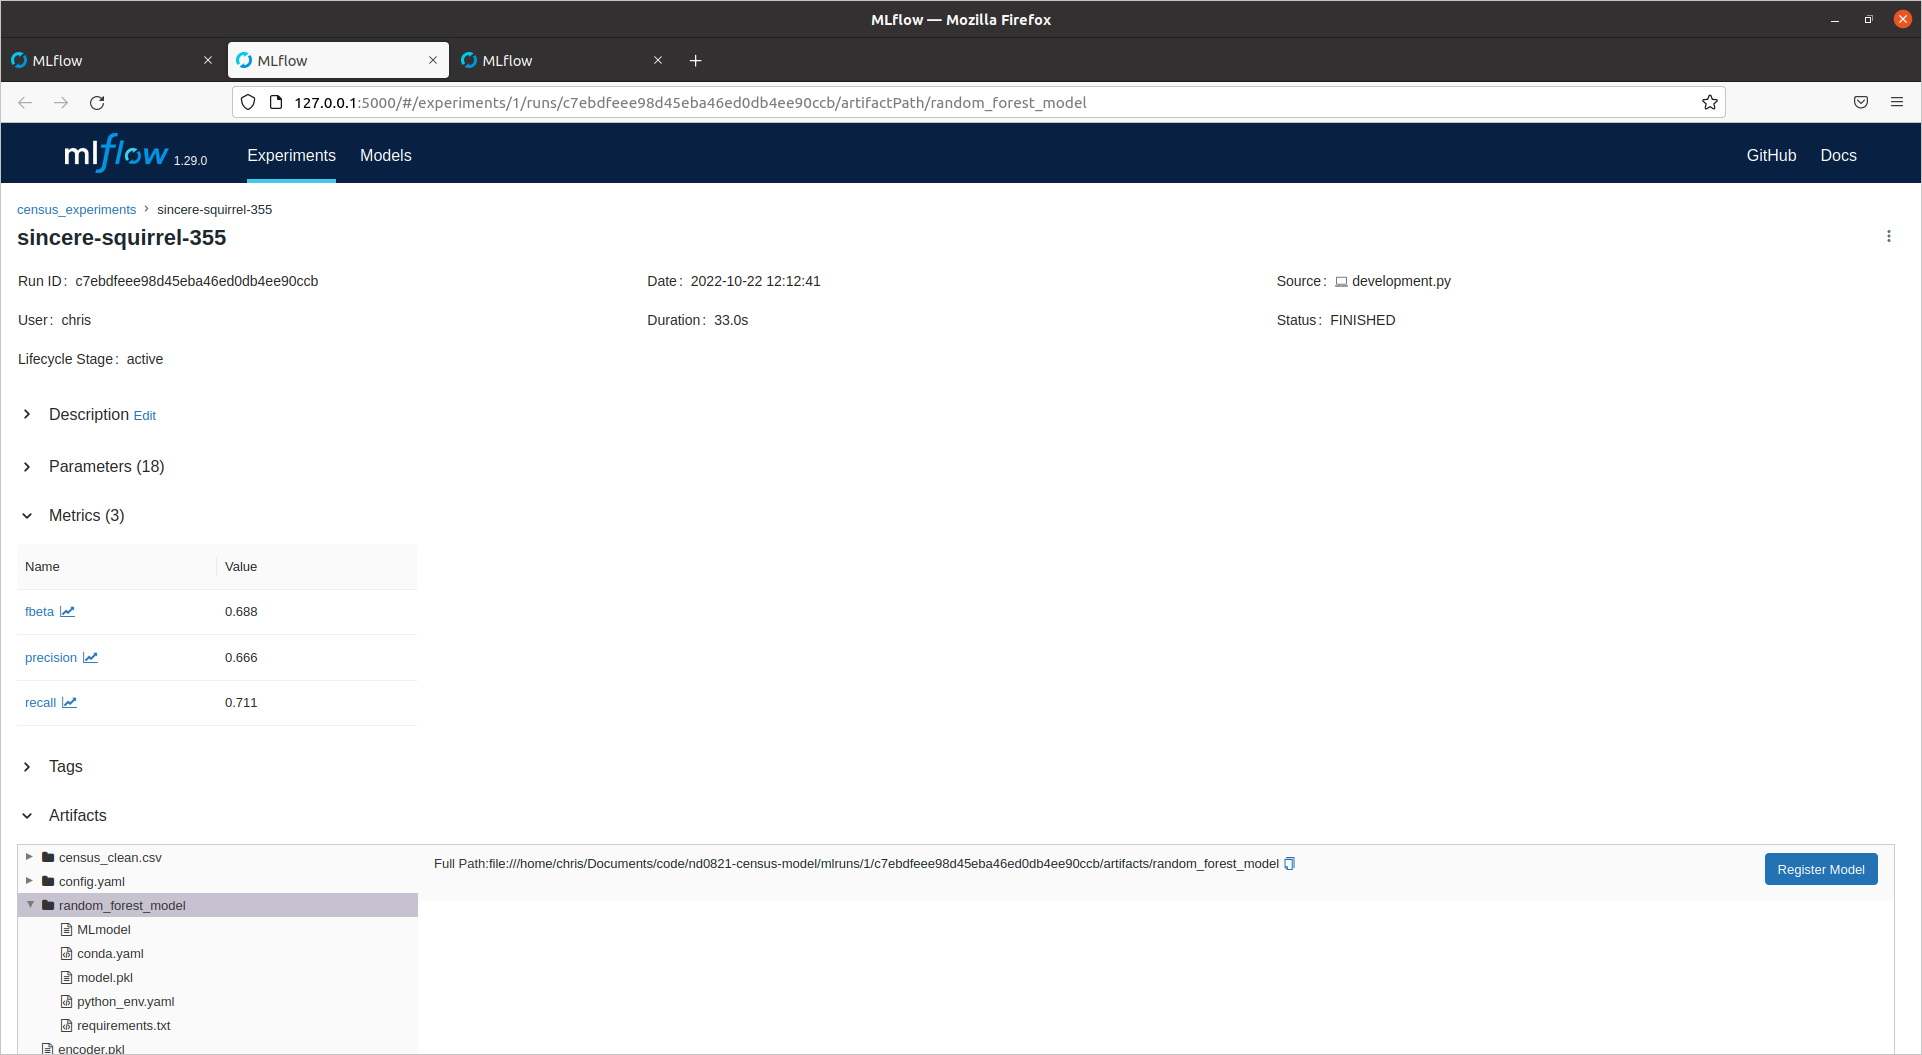 MLflow — Mozilla Firefox
MLflow
MLflow
MLflow
127.0.0.1:5000/#/experiments/1/runs/c7ebdfeee98d45eba46ed0db4ee90ccb/artifactPath/random_forest_model
mlflow 1.29.0 Experiments Models GitHub Docs
census_experiments › sincere-squirrel-355
sincere-squirrel-355
Run ID: c7ebdfeee98d45eba46ed0db4ee90ccb Date: 2022-10-22 12:12:41 Source: development.py
User: chris Duration: 33.0s Status: FINISHED
Lifecycle Stage: active
Description Edit
Parameters (18)
Metrics (3)
Name Value
fbeta 0.688
precision 0.666
recall 0.711
Tags
Artifacts
census_clean.csv
config.yaml
random_forest_model
MLmodel
conda.yaml
model.pkl
python_env.yaml
requirements.txt
encoder.pkl
Full Path:file:///home/chris/Documents/code/nd0821-census-model/mlruns/1/c7ebdfeee98d45eba46ed0db4ee90ccb/artifacts/random_forest_model
Register Model